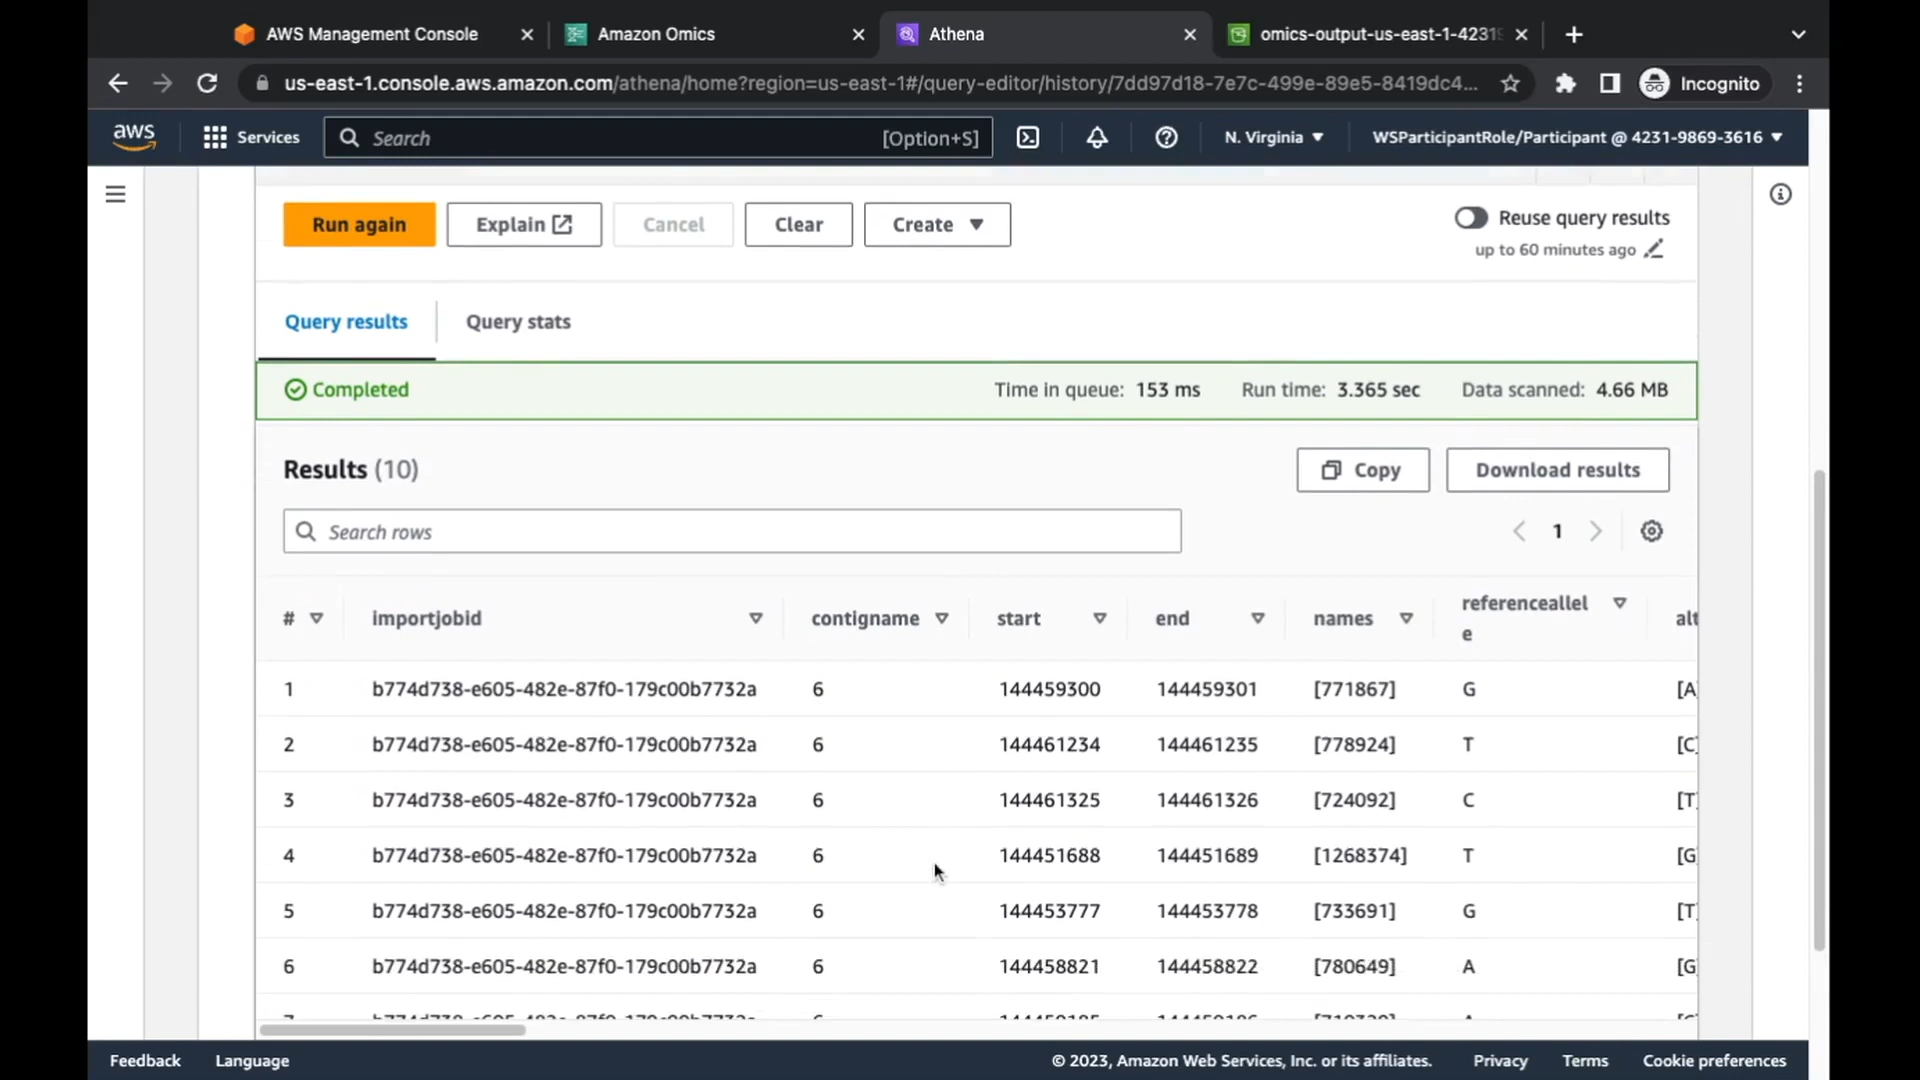 AWS Management Console
Amazon Omics
Athena
omics-output-us-east-1-4231
us-east-1.console.aws.amazon.com/athena/home?region=us-east-1#/query-editor/history/7dd97d18-7e7c-499e-89e5-8419dc4...
Incognito
aws
Services
Search
[Option+S]
N. Virginia
WSParticipantRole/Participant @ 4231-9869-3616
Run again
Explain
Cancel
Clear
Create
Reuse query results
up to 60 minutes ago
Query results
Query stats
Completed
Time in queue: 153 ms
Run time: 3.365 sec
Data scanned: 4.66 MB
Results (10)
Copy
Download results
Search rows
1
# importjobid contigname start end names referenceallel alt
e
1 b774d738-e605-482e-87f0-179c00b7732a 6 144459300 144459301 [771867] G [A]
2 b774d738-e605-482e-87f0-179c00b7732a 6 144461234 144461235 [778924] T [C]
3 b774d738-e605-482e-87f0-179c00b7732a 6 144461325 144461326 [724092] C [T]
4 b774d738-e605-482e-87f0-179c00b7732a 6 144451688 144451689 [1268374] T [G
5 b774d738-e605-482e-87f0-179c00b7732a 6 144453777 144453778 [733691] G [T]
6 b774d738-e605-482e-87f0-179c00b7732a 6 144458821 144458822 [780649] A [G
Feedback
Language
© 2023, Amazon Web Services, Inc. or its affiliates.
Privacy
Terms
Cookie preferences